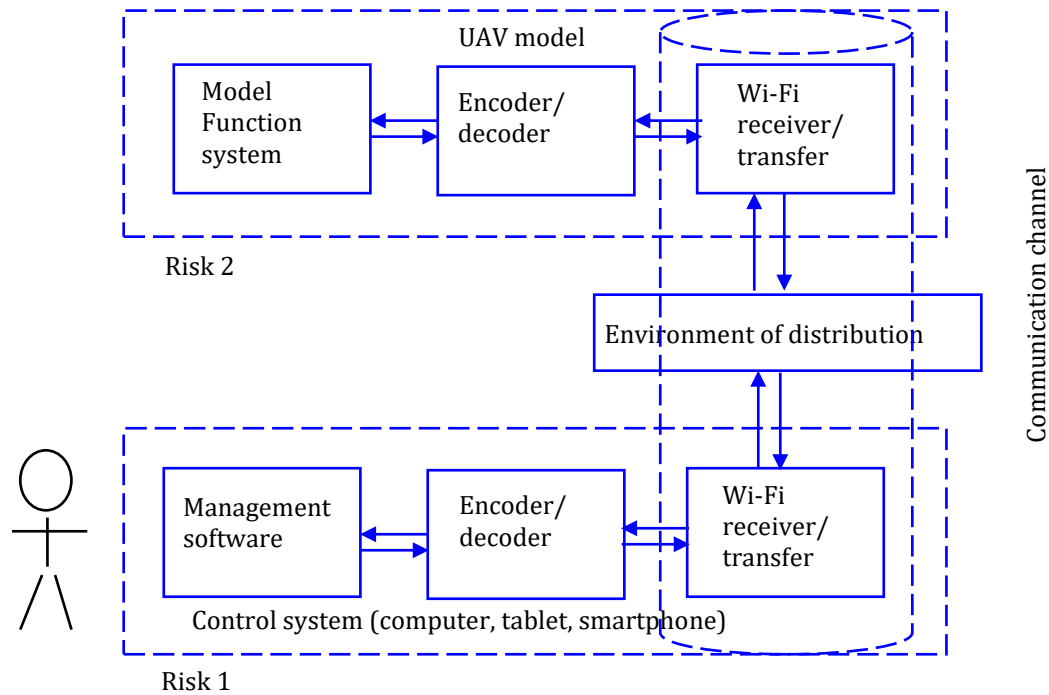 UAV model
Model
Function
system
Encoder/
decoder
Wi-Fi
receiver/
transfer
Risk 2
Communication channel
Environment of distribution
Management
software
Encoder/
decoder
Wi-Fi
receiver/
transfer
Control system (computer, tablet, smartphone)
Risk 1